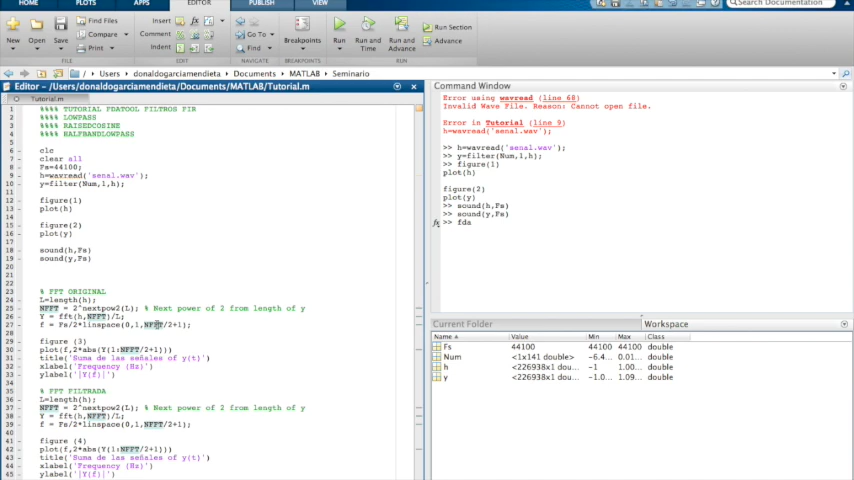 HOME PLOTS APPS EDITOR PUBLISH VIEW
Search Documentation
New Open Save Find Files Compare Print
Insert Comment Indent
Go To Find
Breakpoints
Run Run and Time Run and Advance Run Section Advance
FILE EDIT NAVIGATE BREAKPOINTS RUN
/ Users donaldogarciamendieta Documents MATLAB Seminario
Editor - /Users/donaldogarciamendieta/Documents/MATLAB/Tutorial.m
Tutorial.m
1 %%%% TUTORIAL FDATOOL FILTROS FIR
2 %%%% LOWPASS
3 %%%% RAISEDCOSINE
4 %%%% HALFBANDLOWPASS
5
6 clc
7 clear all
8 Fs=44100;
9 h=wavread('senal.wav');
10 y=filter(Num,1,h);
11
12 figure(1)
13 plot(h)
14
15 figure(2)
16 plot(y)
17
18 sound(h,Fs)
19 sound(y,Fs)
20
21
22
23 % FFT ORIGINAL
24 L=length(h);
25 NFFT = 2^nextpow2(L); % Next power of 2 from length of y
26 Y = fft(h,NFFT)/L;
27 f = Fs/2*linspace(0,1,NFFT/2+1);
28
29 figure (3)
30 plot(f,2*abs(Y(1:NFFT/2+1)))
31 title('Suma de las señales of y(t)')
32 xlabel('Frequency (Hz)')
33 ylabel('|Y(f)|')
34
35 % FFT FILTRADA
36 L=length(h);
37 NFFT = 2^nextpow2(L); % Next power of 2 from length of y
38 Y = fft(h,NFFT)/L;
39 f = Fs/2*linspace(0,1,NFFT/2+1);
40
41 figure (4)
42 plot(f,2*abs(Y(1:NFFT/2+1)))
43 title('Suma de las señales of y(t)')
44 xlabel('Frequency (Hz)')
45 ylabel('|Y(f)|')
Command Window
Error using wavread (line 68)
Invalid Wave File. Reason: Cannot open file.
Error in Tutorial (line 9)
h=wavread('senal.wav');
>> h=wavread('senal.wav');
>> y=filter(Num,1,h);
>> figure(1)
plot(h)
figure(2)
plot(y)
>> sound(h,Fs)
>> sound(y,Fs)
fx >> fda
Current Folder Workspace
Name Value Min Max Class
Fs 44100 44100 44100 double
Num <1x141 double> -6.4... 0.01... double
h <226938x1 dou... -1 1.00... double
y <226938x1 dou... -1.0... 1.09... double